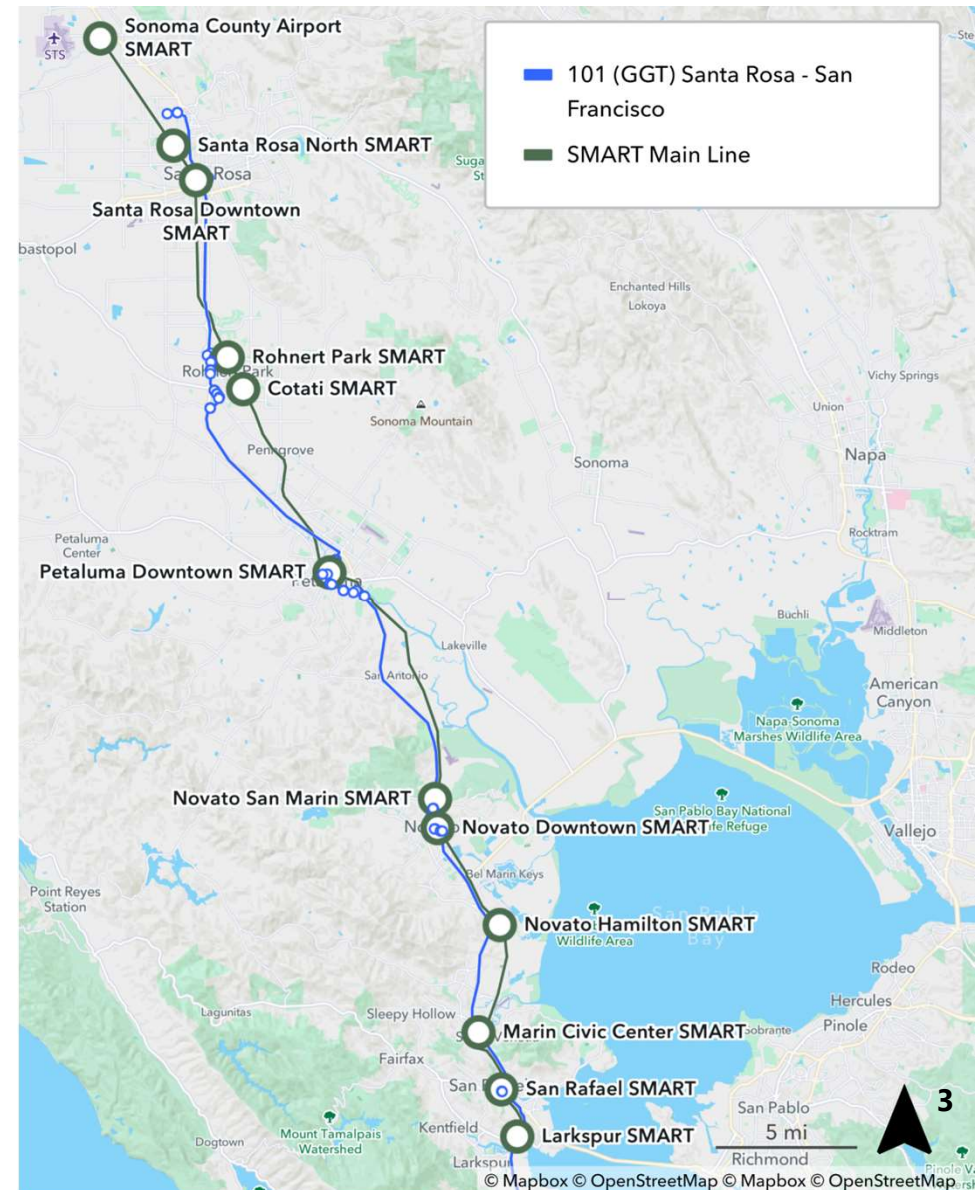 Sonoma County Airport
SMART
STS
101 (GGT) Santa Rosa - San
Francisco
SMART Main Line
Santa Rosa North SMART
Rosa
Santa Rosa Downtown
SMART
bastopol
Enchanted Hills
Lokoya
Rohnert Park SMART
Park
Cotati SMART
Vichy Springs
Union
Sonoma Mountain
Penngrove
Sonoma
Napa
Rocktram
Petaluma
Center
Petaluma Downtown SMART
Buchli
Middleton
Lakeville
San Antonio
American
Canyon
Napa-Sonoma
Marshes Wildlife Area
Novato San Marin SMART
San Pablo Bay National
Refuge
Novato Downtown SMART
Vallejo
Bel Marin Keys
Point Reyes
Station
Novato Hamilton SMART
San Pablo
Bay
Wildlife Area
Rodeo
Hercules
Lagunitas
Sleepy Hollow
Pinole
Marin Civic Center SMART
Fairfax
San
San Rafael SMART
3
San Pablo
Kentfield
5 mi
Mount Tamalpais
Watershed
Dogtown
Larkspur SMART
Larkspur
Richmond
© Mapbox © OpenStreetMap © Mapbox © OpenStreetMap